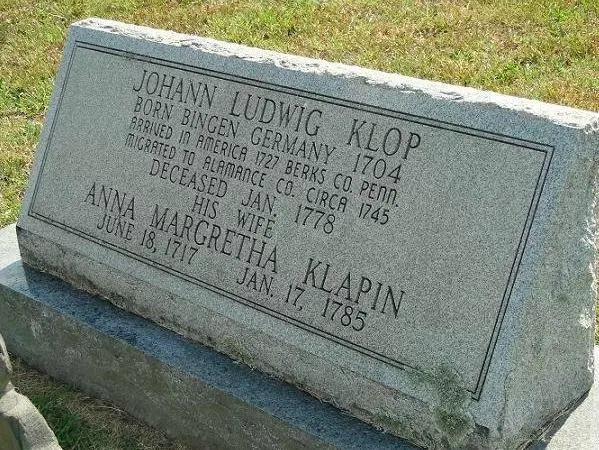 JOHANN LUDWIG KLOP
BORN BINGEN GERMANY 1704
ARRIVED IN AMERICA 1727 BERKS CO. PENN.
MIGRATED TO ALAMANCE CO. CIRCA 1745
DECEASED JAN. 1778
HIS WIFE
ANNA MARGRETHA KLAPIN
JUNE 18, 1717 JAN. 17, 1785